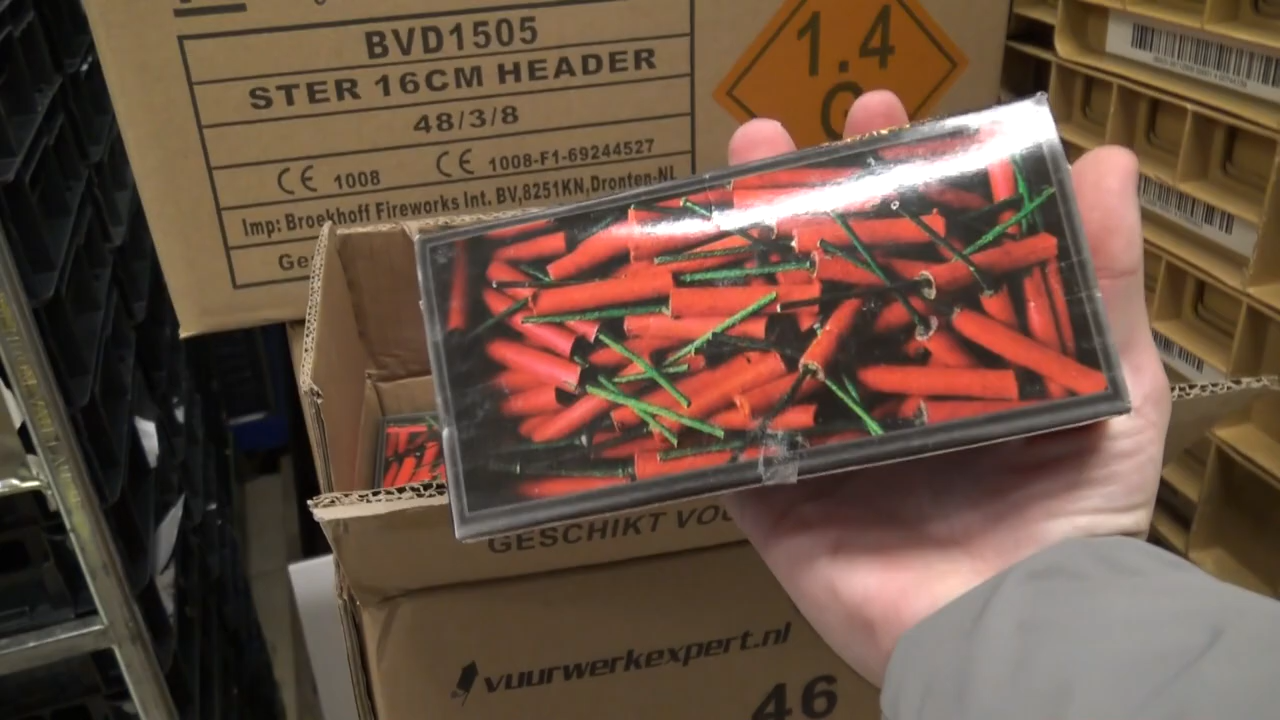 BVD1505
STER 16CM HEADER
48/3/8
CE 1008 CE 1008-F1-69244527
Imp: Broekhoff Fireworks Int. BV,8251KN,Dronten-NL
1.4
G
GESCHIKT
vuurwerkexpert.nl
46